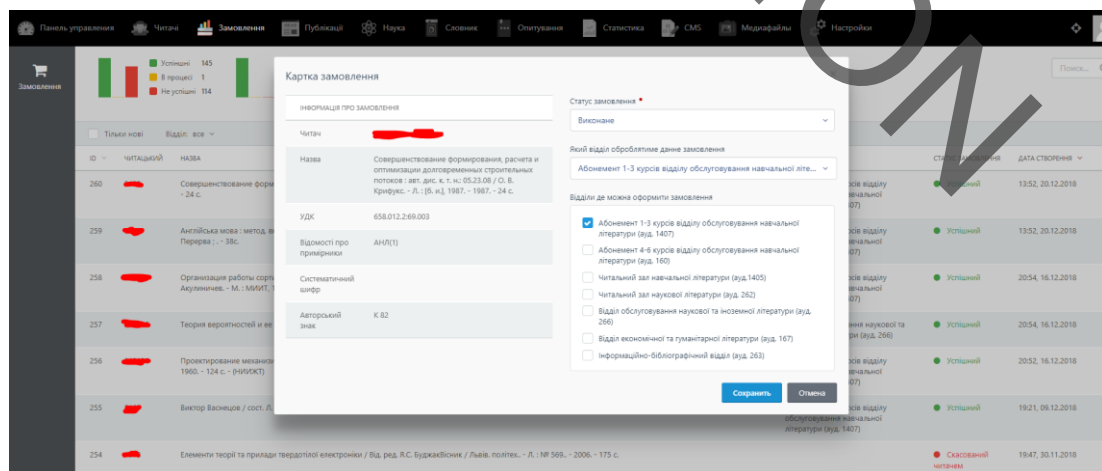 Панель управления Читачі Замовлення Публікації Наука Словник Опитування Статистика CMS Медиафайлы Настройки
Замовлення
Успішні 145
В процесі 1
Не успішні 114
Поиск...
Тільки нові Відділ: все
ID ЧИТАЦЬКИЙ НАЗВА ЗАМОВЛЕННЯ ДАТА СТВОРЕННЯ
Картка замовлення
ІНФОРМАЦІЯ ПРО ЗАМОВЛЕННЯ
Читач
Назва
Совершенствование формирования, расчета и
оптимизации долговременных строительных
потоков : авт. дис. к. т. н.: 05.23.08 / О. В.
Крифукс. - Л. : [б. и.], 1987. - 1987. - 24 с.
УДК 658.012.2:69.003
Відомості про
примірники
АНЛ(1)
Систематичний
шифр
Авторський
знак
К 82
Статус замовлення *
Виконане
Який відділ оброблятиме данне замовлення
Абонемент 1-3 курсів відділу обслуговування навчальної літе...
Відділи де можна оформити замовлення
Абонемент 1-3 курсів відділу обслуговування навчальної
літератури (ауд. 1407)
Абонемент 4-6 курсів відділу обслуговування навчальної
літератури (ауд. 160)
Читальний зал навчальної літератури (ауд.1405)
Читальний зал наукової літератури (ауд. 262)
Відділ обслуговування наукової та іноземної літератури (ауд.
266)
Відділ економічної та гуманітарної літератури (ауд. 167)
Інформаційно-бібліографічний відділ (ауд. 263)
Сохранить Отмена
260 Совершенствование форм
- 24 с.
Успішний 13:52, 20.12.2018
259 Англійська мова : метод.
Перерва ; . - 38с.
Успішний 13:52, 20.12.2018
258 Организация работы сорт
Акулиничев. - М. : МИИТ,
Успішний 20:54, 16.12.2018
257 Теория вероятностей и ее
Успішний 20:54, 16.12.2018
256 Проектирование механиз
1960. - 124 с. - (НИИЖТ)
Успішний 20:52, 16.12.2018
255 Виктор Васнецов / сост. Л.
обслуговування навчальної
літератури (ауд. 1407)
Успішний 19:21, 09.12.2018
254 Елементи теорії та прилади твердотілої електроніки / Від. ред. Я.С. БуджакВісник / Львів. політех.. - Л. : № 569.. - 2006. - 175 с.
Скасований
читачем
19:47, 30.11.2018